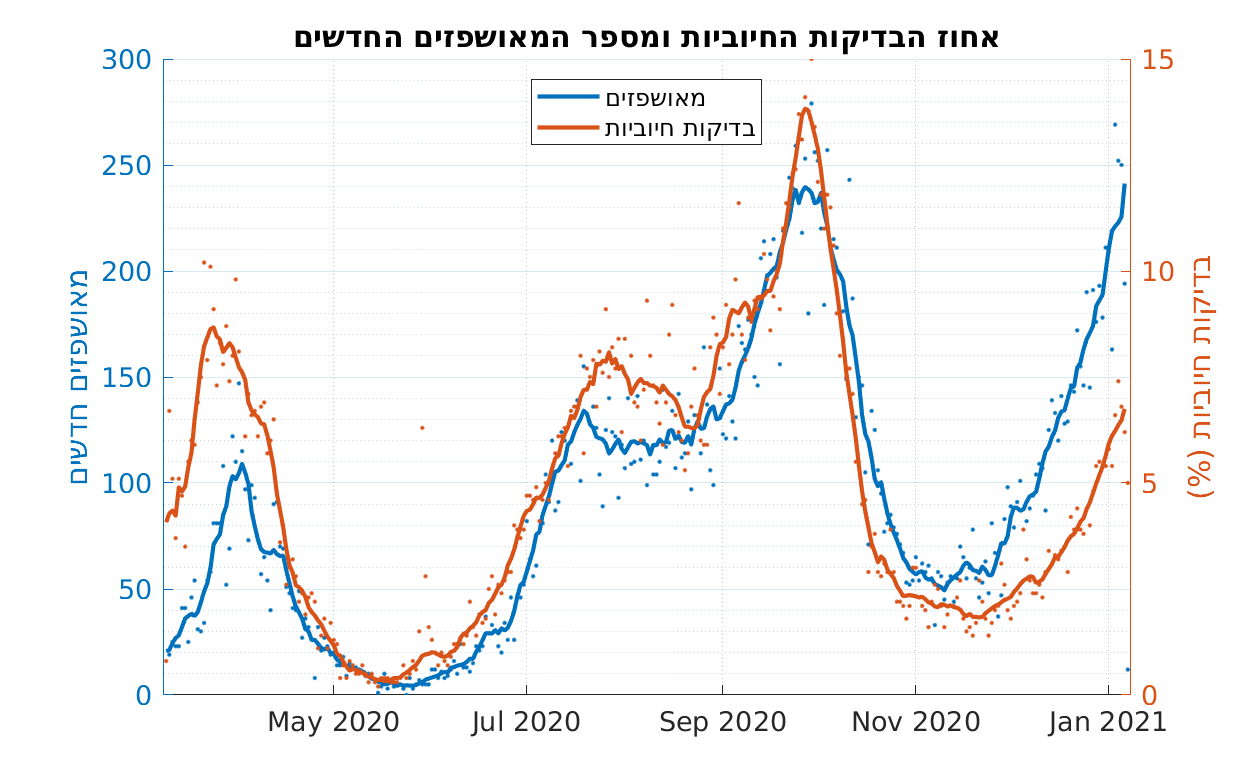 אחוז הבדיקות החיוביות ומספר המאושפזים החדשים
מאושפזים
בדיקות חיוביות
מאושפזים חדשים
300
250
200
150
100
50
0
בדיקות חיוביות (%)
15
10
5
0
May 2020
Jul 2020
Sep 2020
Nov 2020
Jan 2021